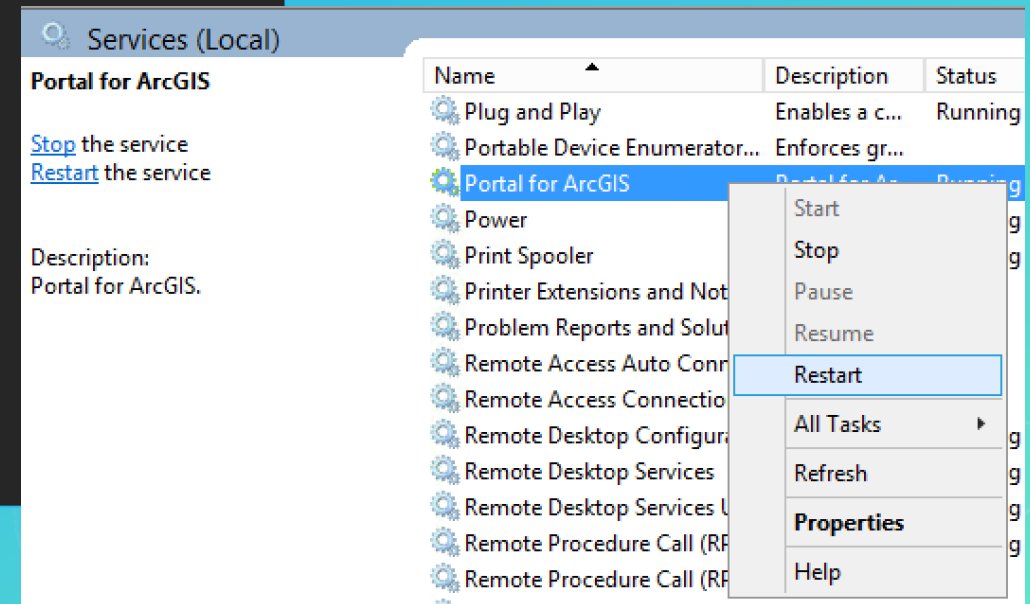 Services (Local)
Portal for ArcGIS
Stop the service
Restart the service
Description:
Portal for ArcGIS.
Name Description Status
Plug and Play Enables a c... Running
Portable Device Enumerator... Enforces gr...
Portal for ArcGIS Portal for Ar... Running
Power g
Print Spooler g
Printer Extensions and Not
Problem Reports and Solut
Remote Access Auto Conn
Remote Access Connectio
Remote Desktop Configura g
Remote Desktop Services g
Remote Desktop Services U g
Remote Procedure Call (RP g
Remote Procedure Call (RP
Start
Stop
Pause
Resume
Restart
All Tasks
Refresh
Properties
Help